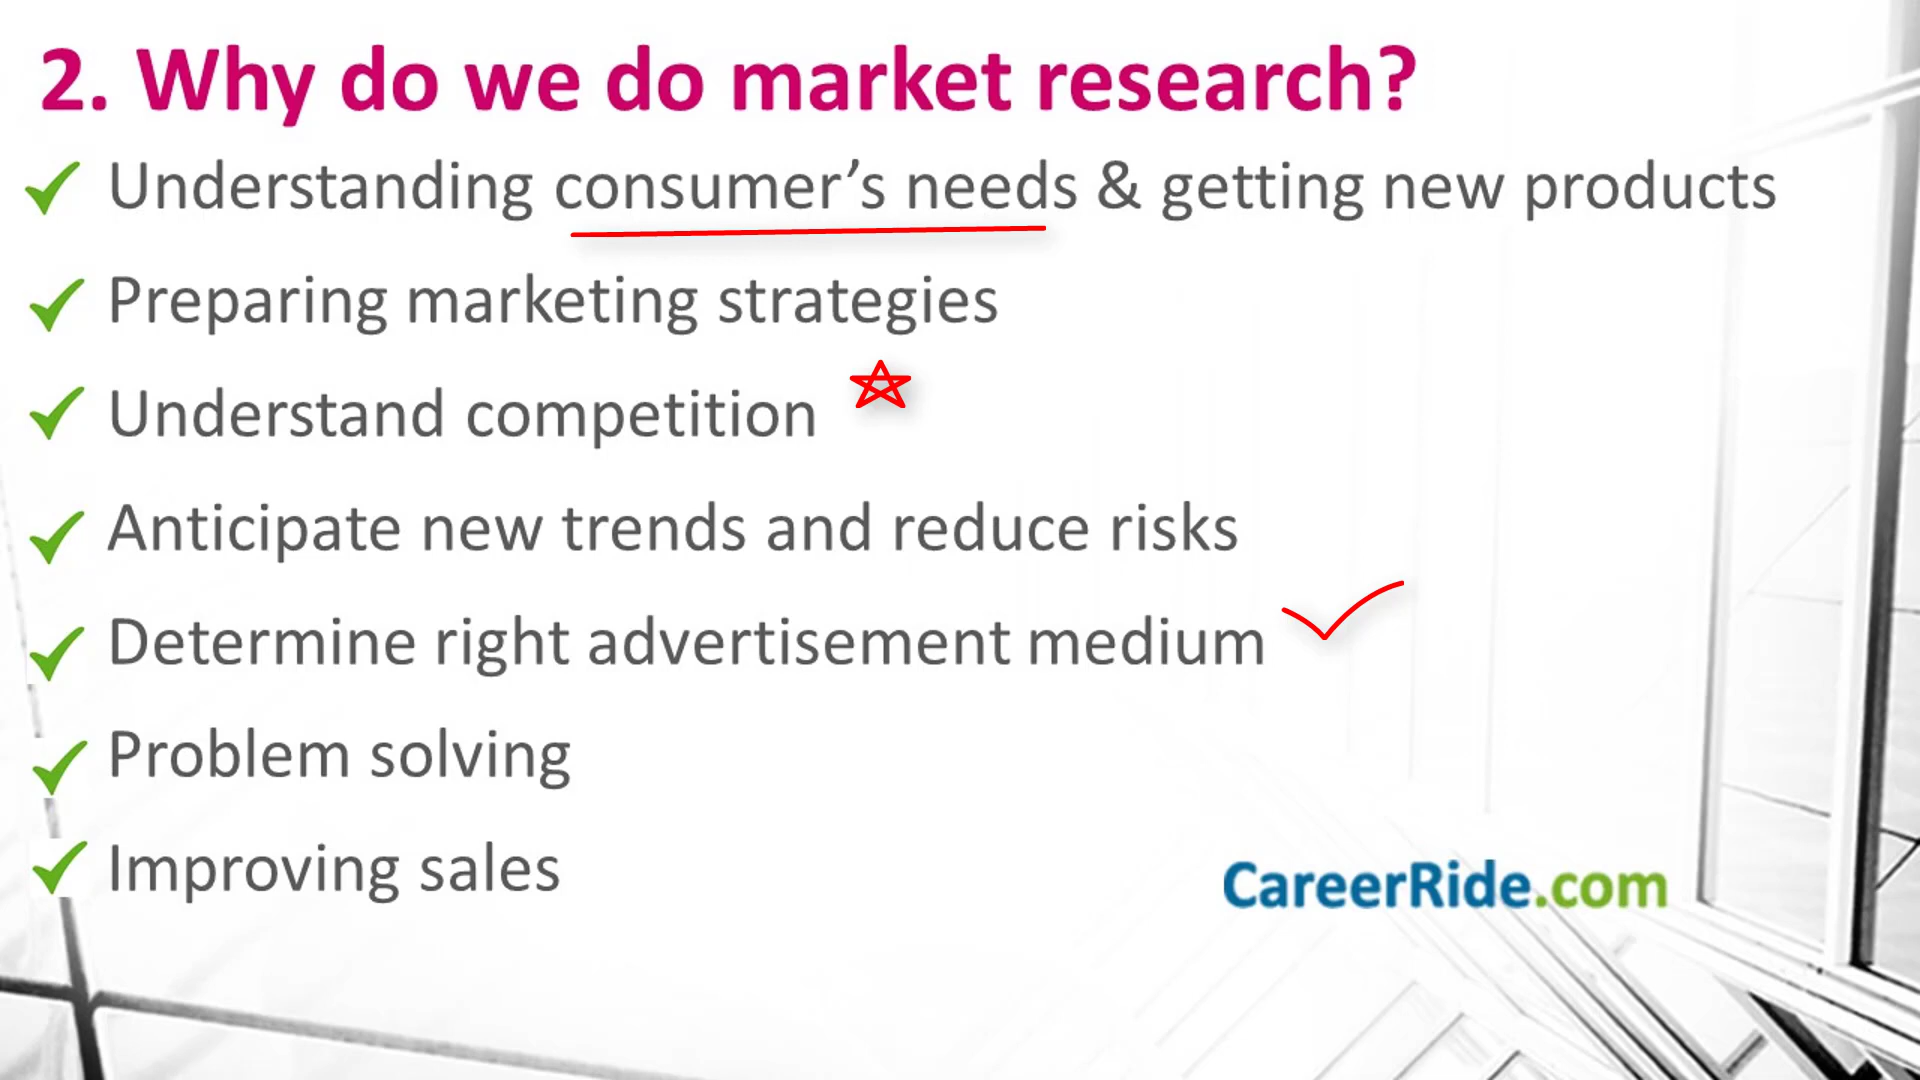 2. Why do we do market research?
Understanding consumer’s needs & getting new products
Preparing marketing strategies
Understand competition
Anticipate new trends and reduce risks
Determine right advertisement medium
Problem solving
Improving sales
CareerRide.com